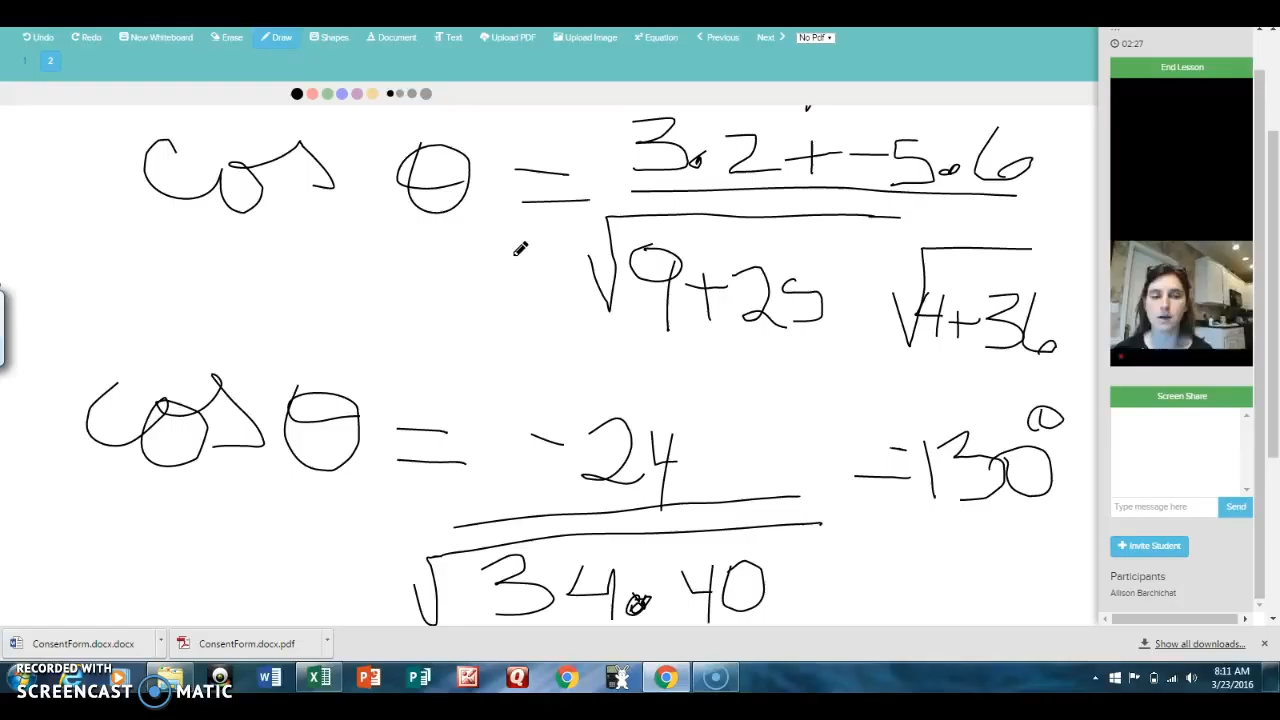 02:27
Undo Redo New Whiteboard Erase Draw Shapes Document Text Upload PDF Upload Image x² Equation Previous Next No Pdf
1 2
End Lesson
3.2+-5.6
cos θ =
√9+25 √4+36
Screen Share
-24
cos θ = =130°
√34.40
Type message here Send
Invite Student
Participants
Allison Barchichat
ConsentForm.docx.docx ConsentForm.docx.pdf Show all downloads...
RECORDED WITH
SCREENCAST MATIC
8:11 AM
3/23/2016